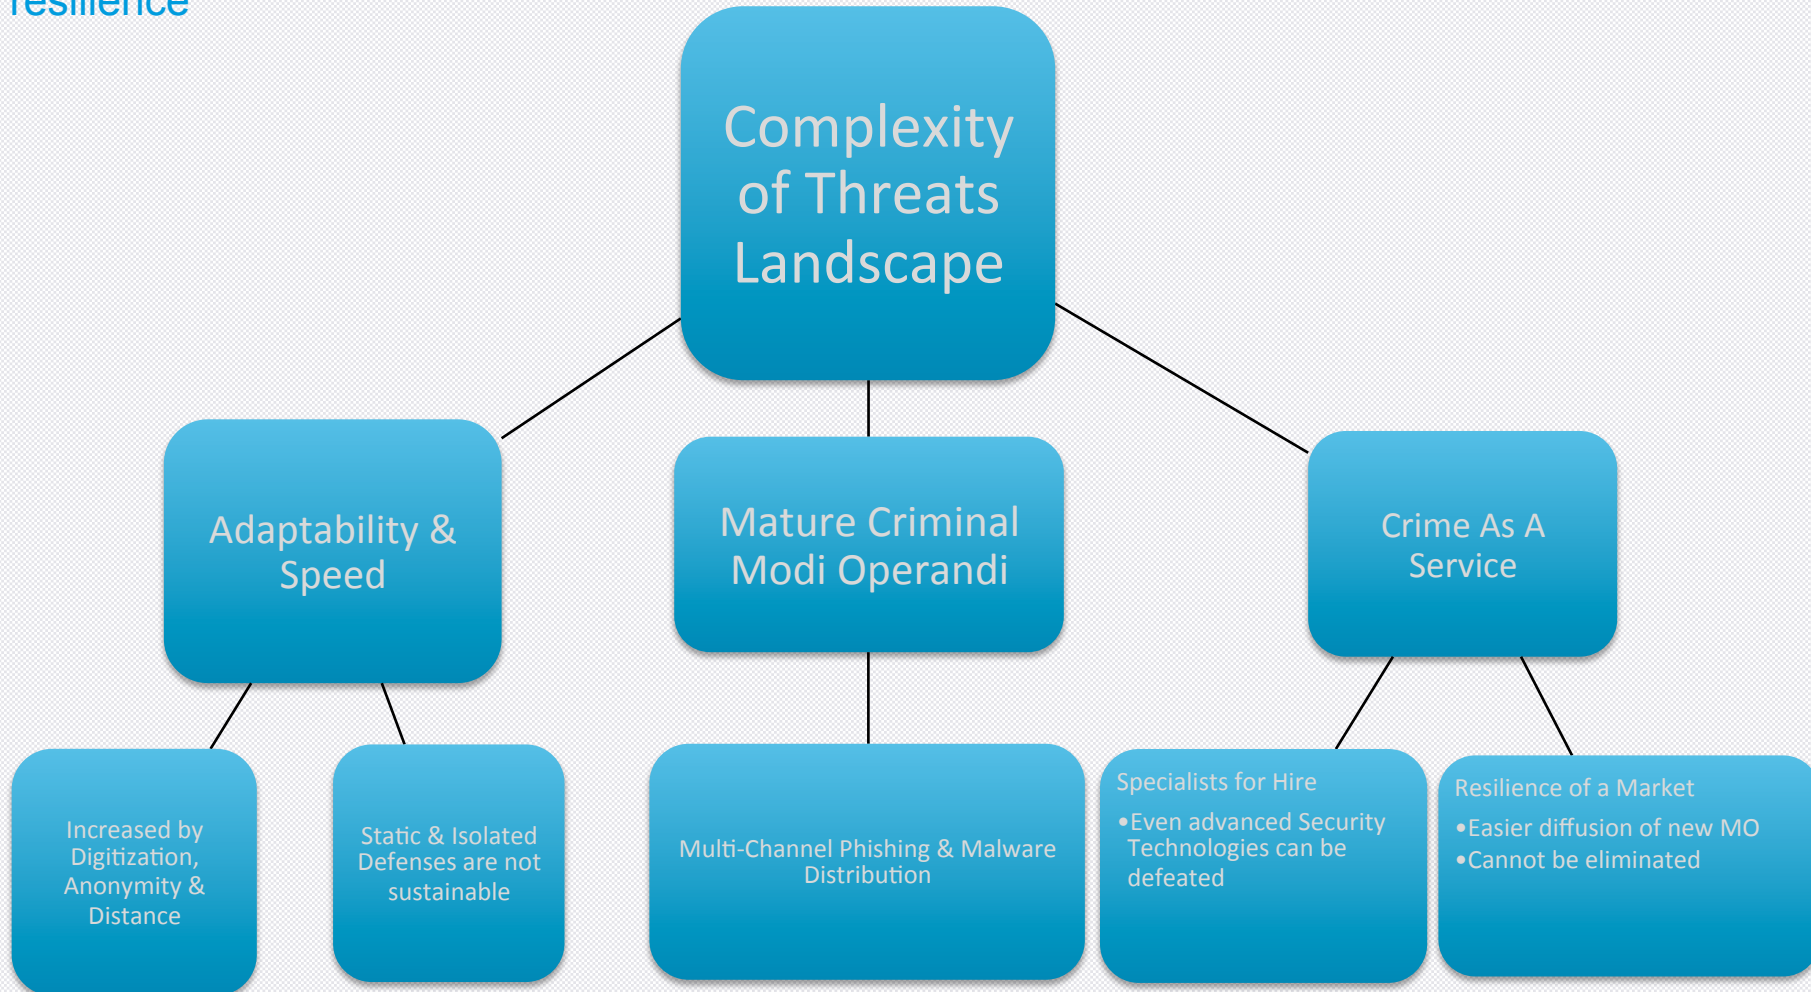 resilience
Complexity
of Threats
Landscape
Adaptability &
Speed
Mature Criminal
Modi Operandi
Crime As A
Service
Increased by
Digitization,
Anonymity &
Distance
Static & Isolated
Defenses are not
sustainable
Multi-Channel Phishing & Malware
Distribution
Specialists for Hire
•Even advanced Security
Technologies can be
defeated
Resilience of a Market
•Easier diffusion of new MO
•Cannot be eliminated